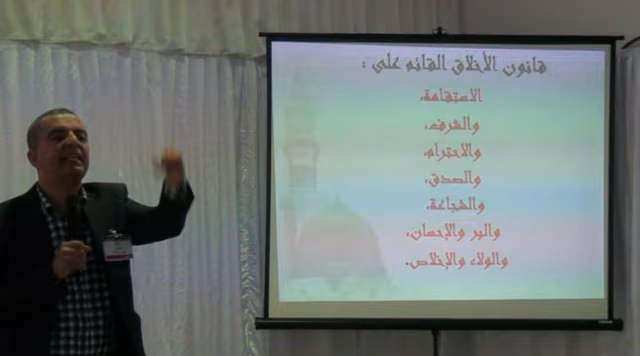 قانون الأخلاق القائم على :
الاستقامة،
والشرف،
والاحترام،
والصدق،
والشجاعة،
والبر والإحسان،
والولاء والإخلاص.